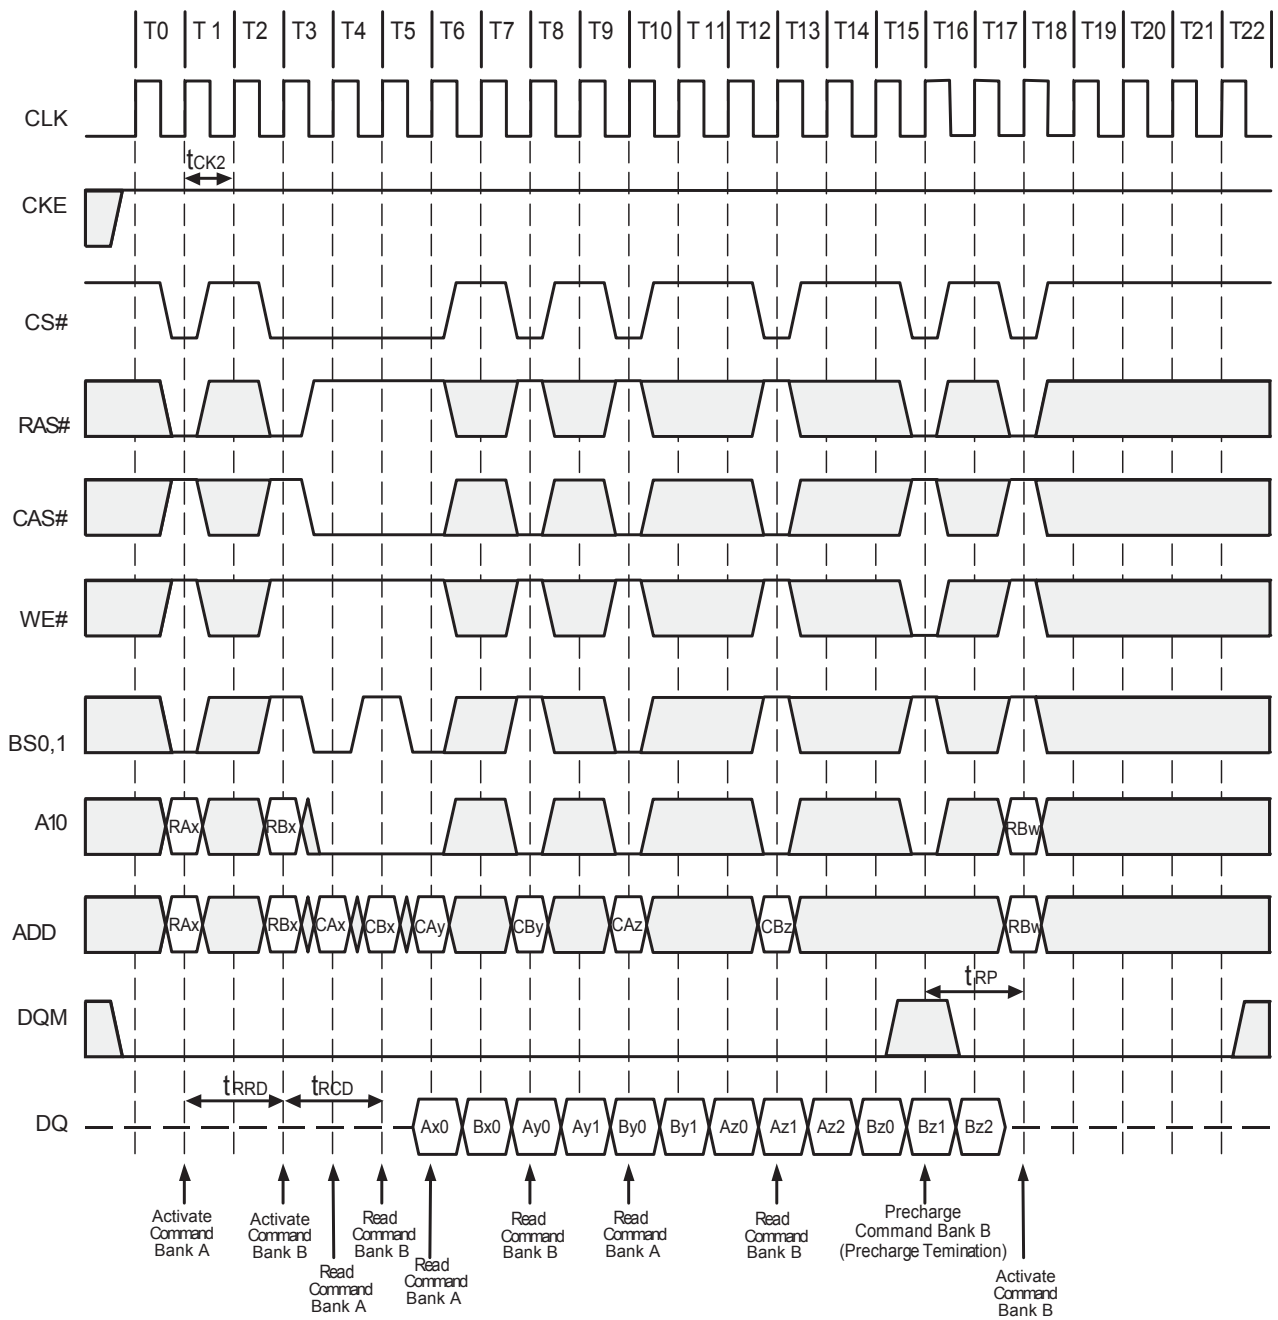 T0 T 1 T2 T3 T4 T5 T6 T7 T8 T9 T10 T 11 T12 T13 T14 T15 T16 T17 T18 T19 T20 T21 T22
CLK
tCK2
CKE
CS#
RAS#
CAS#
WE#
BS0,1
A10
RAx RBx RBw
ADD
RAx RBx CAx CBx CAy CBy CAz CBz RBw
tRP
DQM
tRRD tRCD
DQ
Ax0 Bx0 Ay0 Ay1 By0 By1 Az0 Az1 Az2 Bz0 Bz1 Bz2
Activate
Command
Bank A
Activate
Command
Bank B
Read
Command
Bank A
Read
Command
Bank B
Read
Command
Bank A
Read
Command
Bank B
Read
Command
Bank A
Read
Command
Bank B
Precharge
Command Bank B
(Precharge Temination)
Activate
Command
Bank B